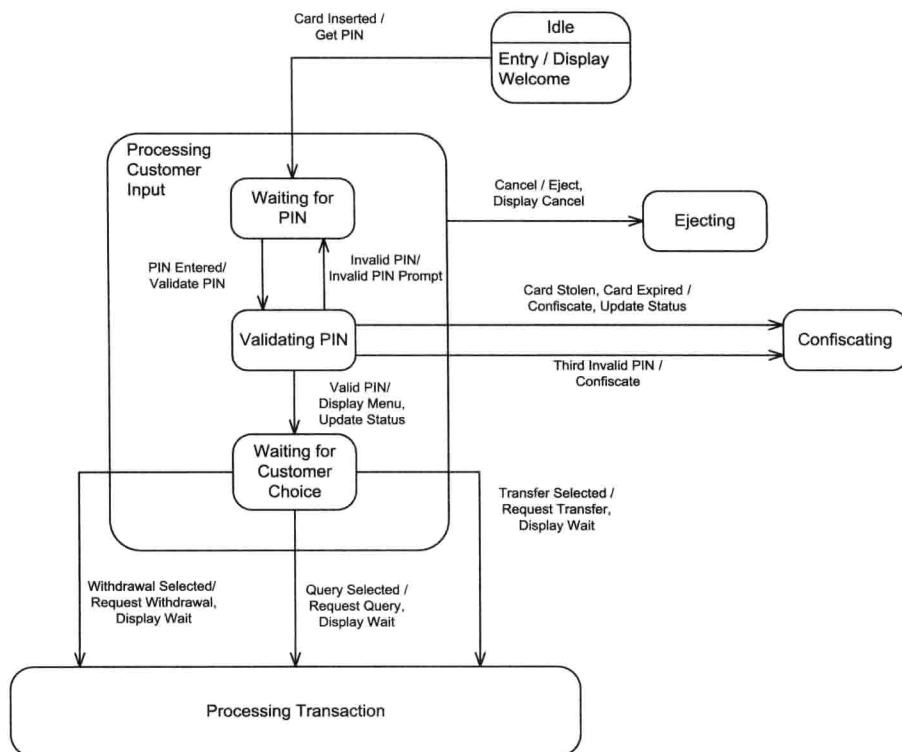 Card Inserted /
Get PIN
Idle
Entry / Display
Welcome
Processing
Customer
Input
Waiting for
PIN
Cancel / Eject,
Display Cancel
Ejecting
PIN Entered/
Validate PIN
Invalid PIN/
Invalid PIN Prompt
Card Stolen, Card Expired /
Confiscate, Update Status
Validating PIN
Confiscating
Third Invalid PIN /
Confiscate
Valid PIN/
Display Menu,
Update Status
Waiting for
Customer
Choice
Transfer Selected /
Request Transfer,
Display Wait
Withdrawal Selected/
Request Withdrawal,
Display Wait
Query Selected /
Request Query,
Display Wait
Processing Transaction